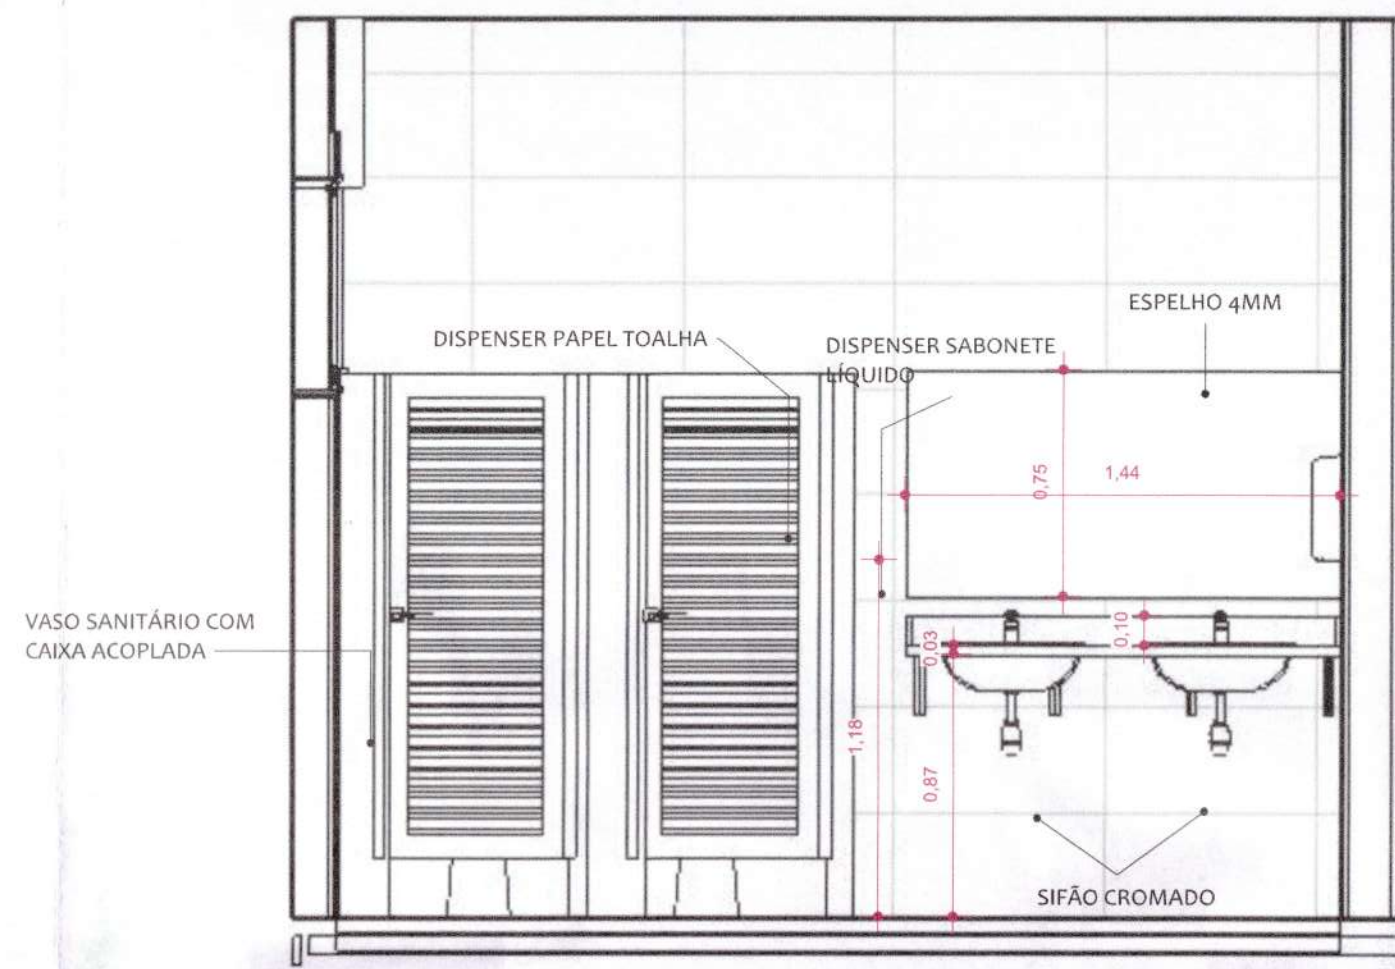 ESPELHO 4MM
DISPENSER PAPEL TOALHA
DISPENSER SABONETE
LÍQUIDO
0,75
1,44
VASO SANITÁRIO COM
CAIXA ACOPLADA
0,03
0,10
1,18
0,87
SIFÃO CROMADO